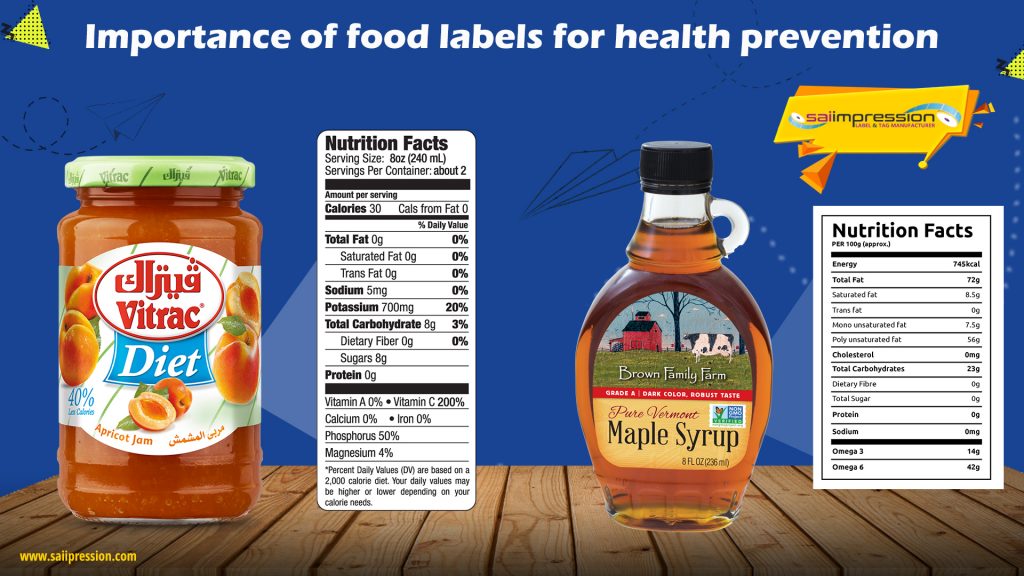 Importance of food labels for health prevention
saiimpression
LABEL & TAG MANUFACTURER
Vitrac
ڤيتراك
Vitrac
ڤيتراك
Vitrac
Diet
40%
Less Calories
Apricot Jam
مربى المشمش
Nutrition Facts
Serving Size: 8oz (240 mL)
Servings Per Container: about 2
Amount per serving
Calories 30 Cals from Fat 0
% Daily Value
Total Fat 0g 0%
Saturated Fat 0g 0%
Trans Fat 0g 0%
Sodium 5mg 0%
Potassium 700mg 20%
Total Carbohydrate 8g 3%
Dietary Fiber 0g 0%
Sugars 8g
Protein 0g
Vitamin A 0% • Vitamin C 200%
Calcium 0% • Iron 0%
Phosphorus 50%
Magnesium 4%
*Percent Daily Values (DV) are based on a
2,000 calorie diet. Your daily values may
be higher or lower depending on your
calorie needs.
Brown Family Farm
GRADE A | DARK COLOR, ROBUST TASTE
Pure Vermont
Maple Syrup
NON
GMO
VERIFIED
8 FL OZ (236 ml)
Nutrition Facts
PER 100g (approx.)
Energy 745kcal
Total Fat 72g
Saturated fat 8.5g
Trans fat 0g
Mono unsaturated fat 7.5g
Poly unsaturated fat 56g
Cholesterol 0mg
Total Carbohydrates 23g
Dietary Fibre 0g
Total Sugar 0g
Protein 0g
Sodium 0mg
Omega 3 14g
Omega 6 42g
www.saiipression.com